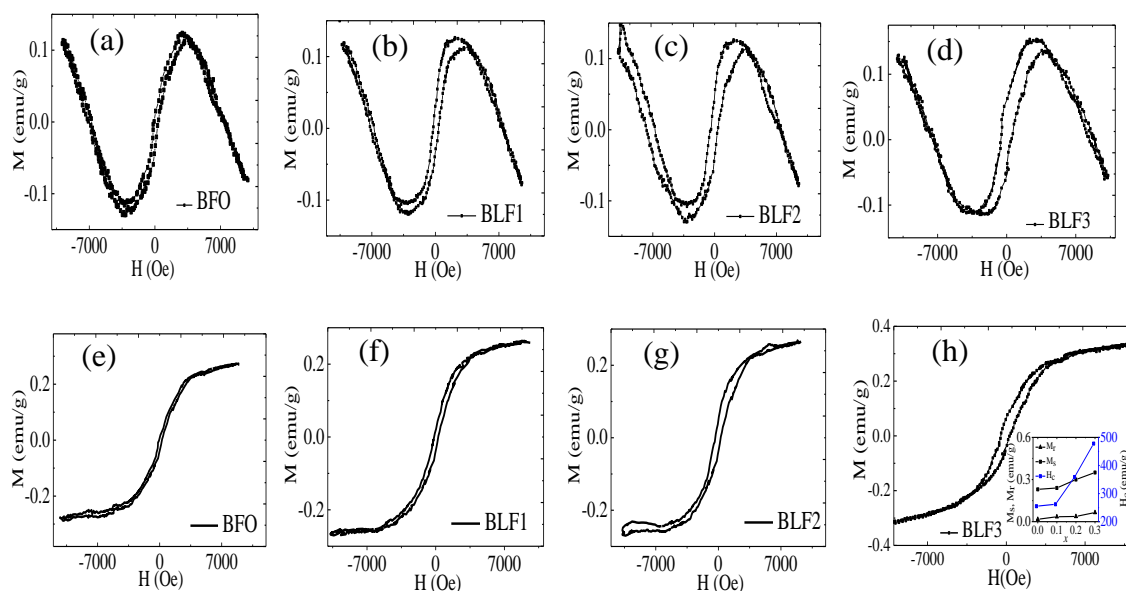 (a)
0.1
0.0
-0.1
M (emu/g)
BFO
-7000 0 7000
H (Oe)
(b)
0.1
0.0
-0.1
M (emu/g)
BLF1
-7000 0 7000
H (Oe)
(c)
0.1
0.0
-0.1
M (emu/g)
BLF2
-7000 0 7000
H (Oe)
(d)
0.1
0.0
-0.1
M (emu/g)
BLF3
-7000 0 7000
H (Oe)
(e)
0.2
0.0
-0.2
M (emu/g)
BFO
-7000 0 7000
H (Oe)
(f)
0.2
0.0
-0.2
M (emu/g)
BLF1
-7000 0 7000
H (Oe)
(g)
0.2
0.0
-0.2
M (emu/g)
BLF2
-7000 0 7000
H (Oe)
(h)
0.4
0.2
0.0
-0.2
-0.4
M (emu/g)
BLF3
-7000 0 7000
H(Oe)
0.6
0.3
0.0
Ms, Mr (emu/g)
Mr
Ms
HC
500
400
300
200
0.0 0.1 0.2 0.3
x